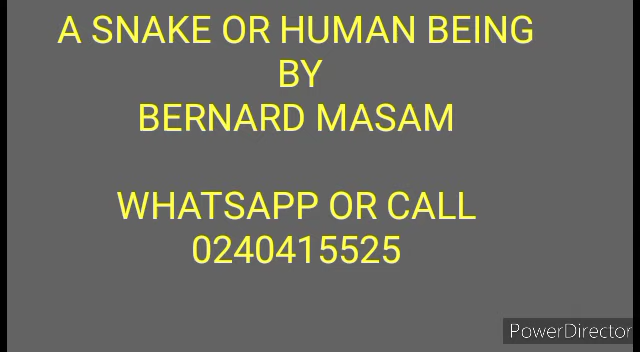 A SNAKE OR HUMAN BEING
BY
BERNARD MASAM
WHATSAPP OR CALL
0240415525
PowerDirector